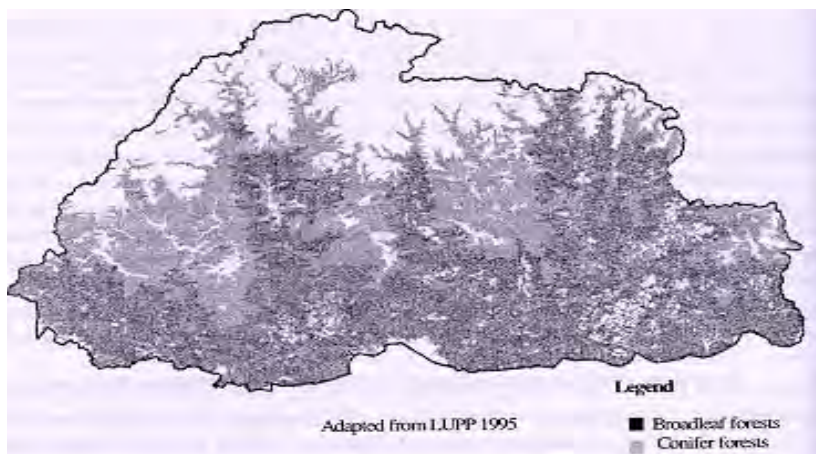 Legend
Adapted from LUPP 1995
Broadleaf forests
Conifer forests